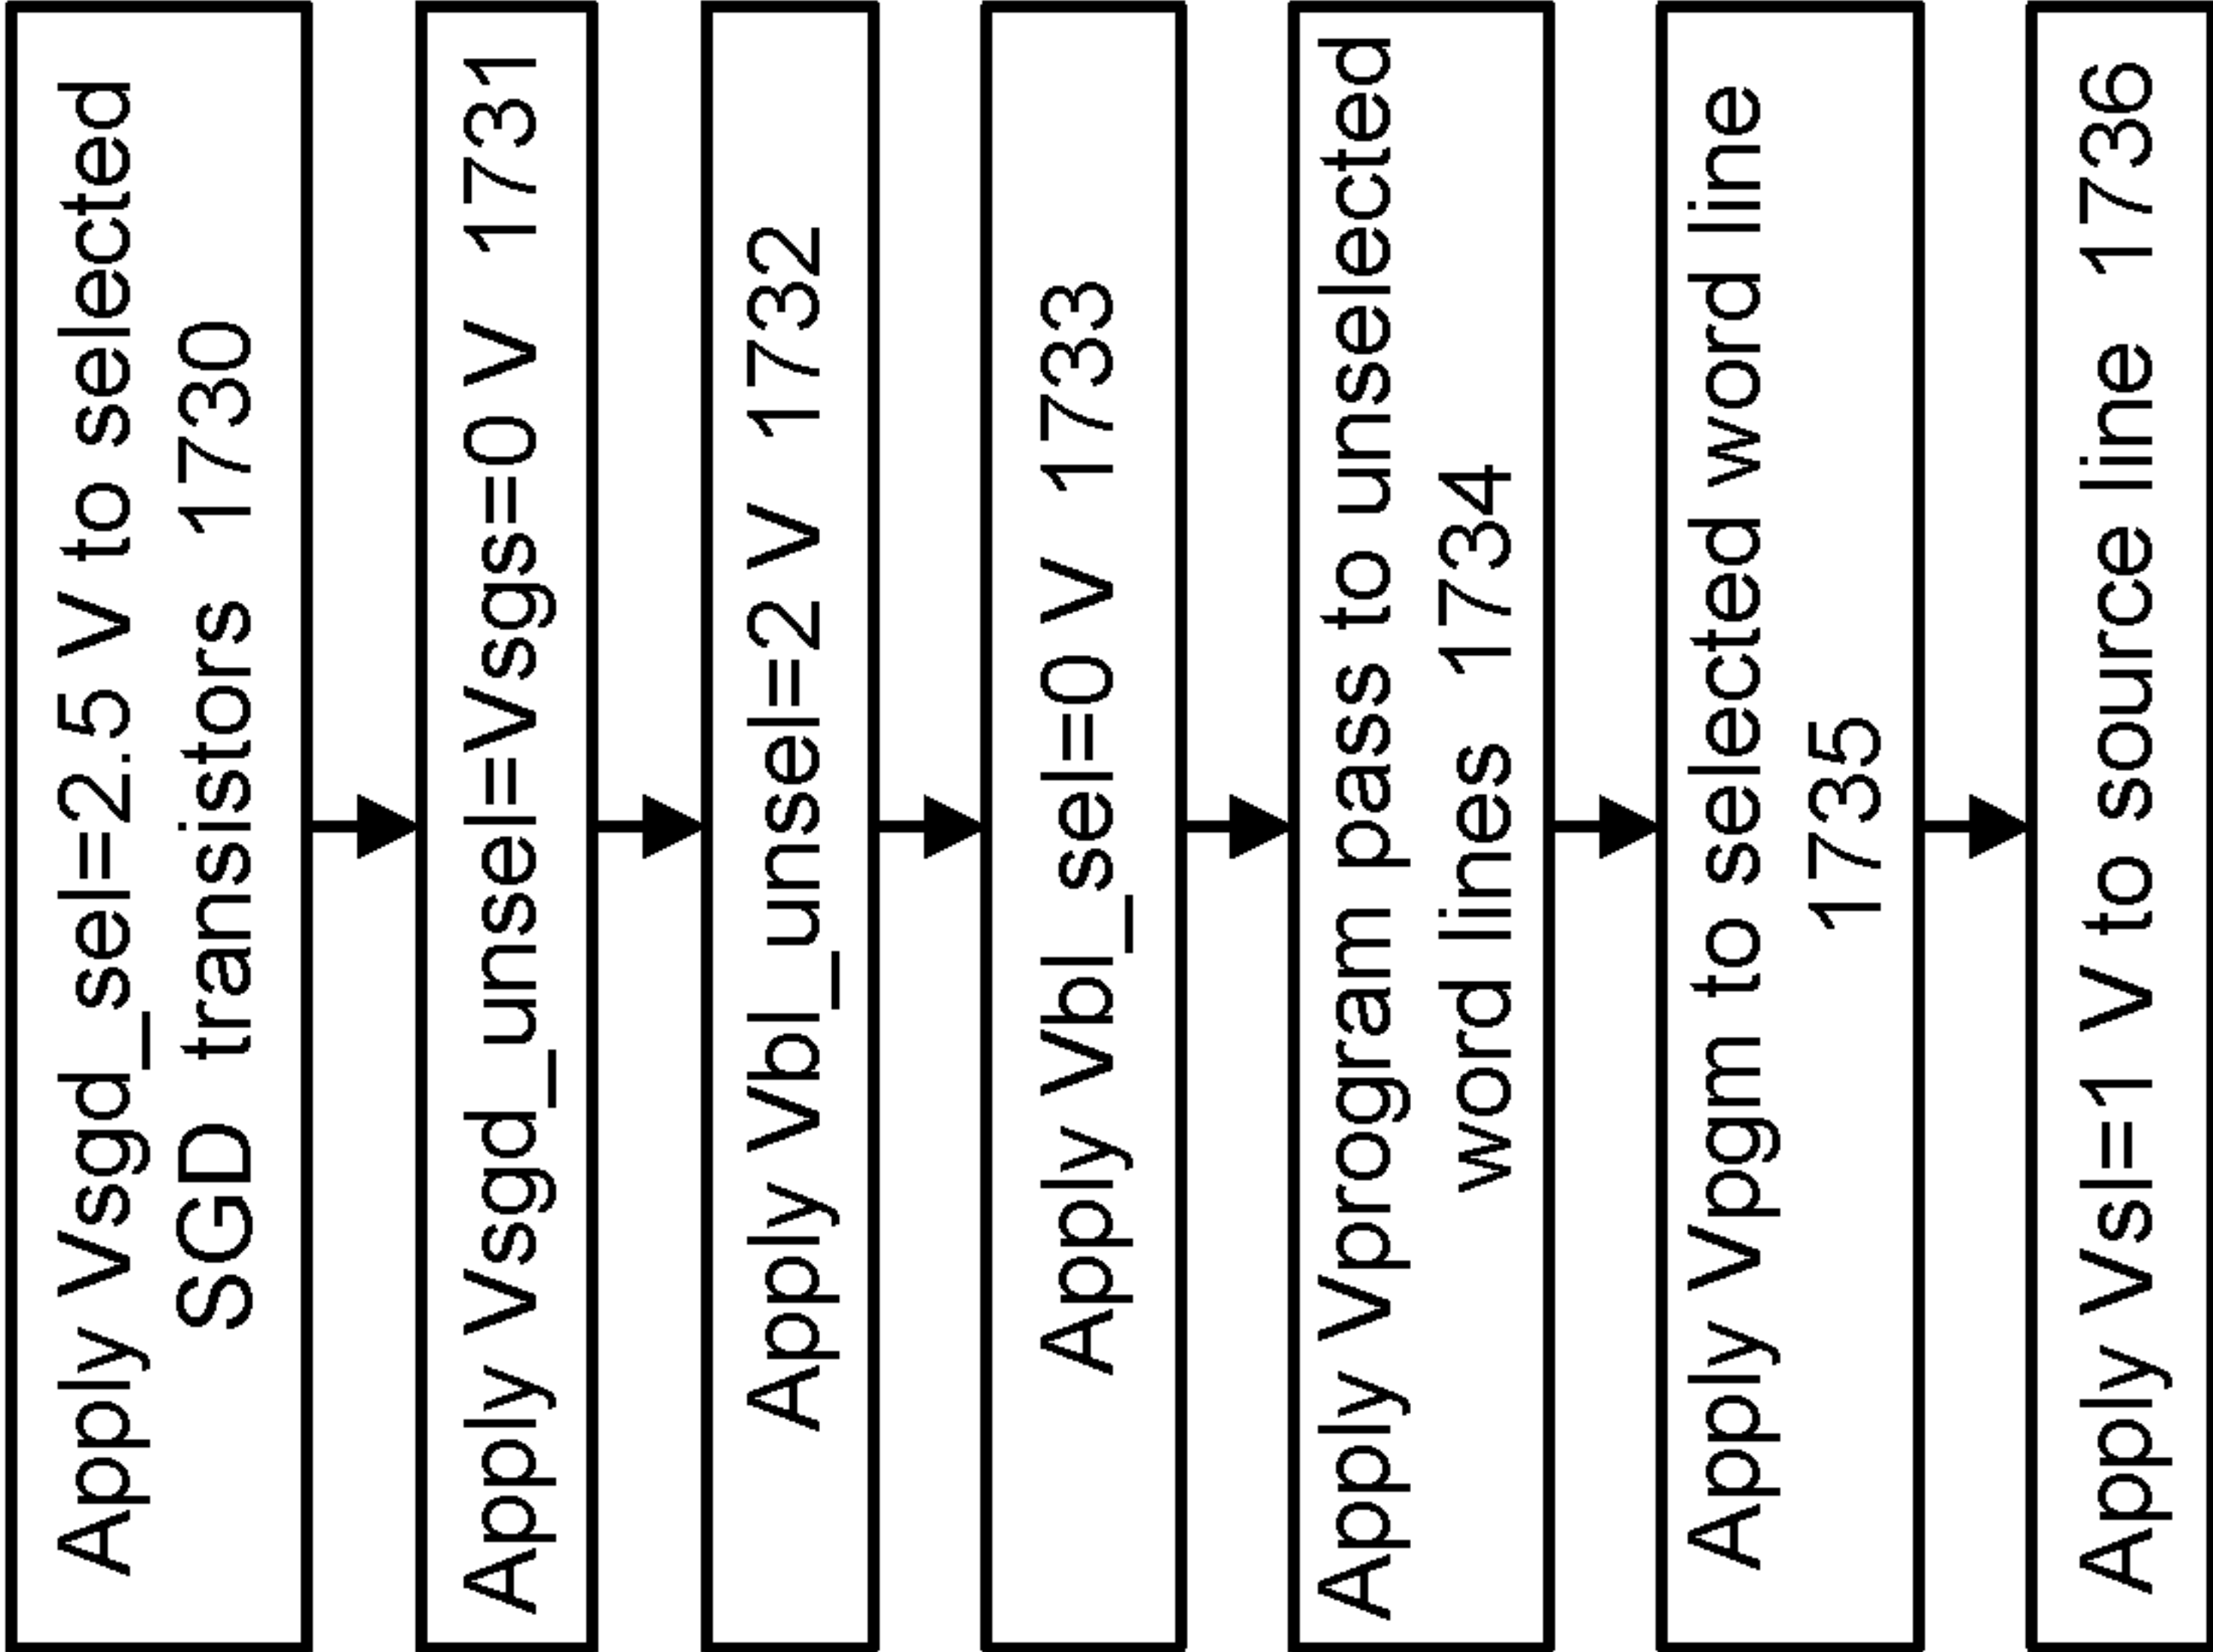 Apply Vsgd_sel=2.5 V to selected
SGD transistors 1730
Apply Vsgd_unsel=Vsgs=0 V 1731
Apply Vbl_unsel=2 V 1732
Apply Vbl_sel=0 V 1733
Apply Vprogram pass to unselected
word lines 1734
Apply Vpgm to selected word line
1735
Apply Vsl=1 V to source line 1736